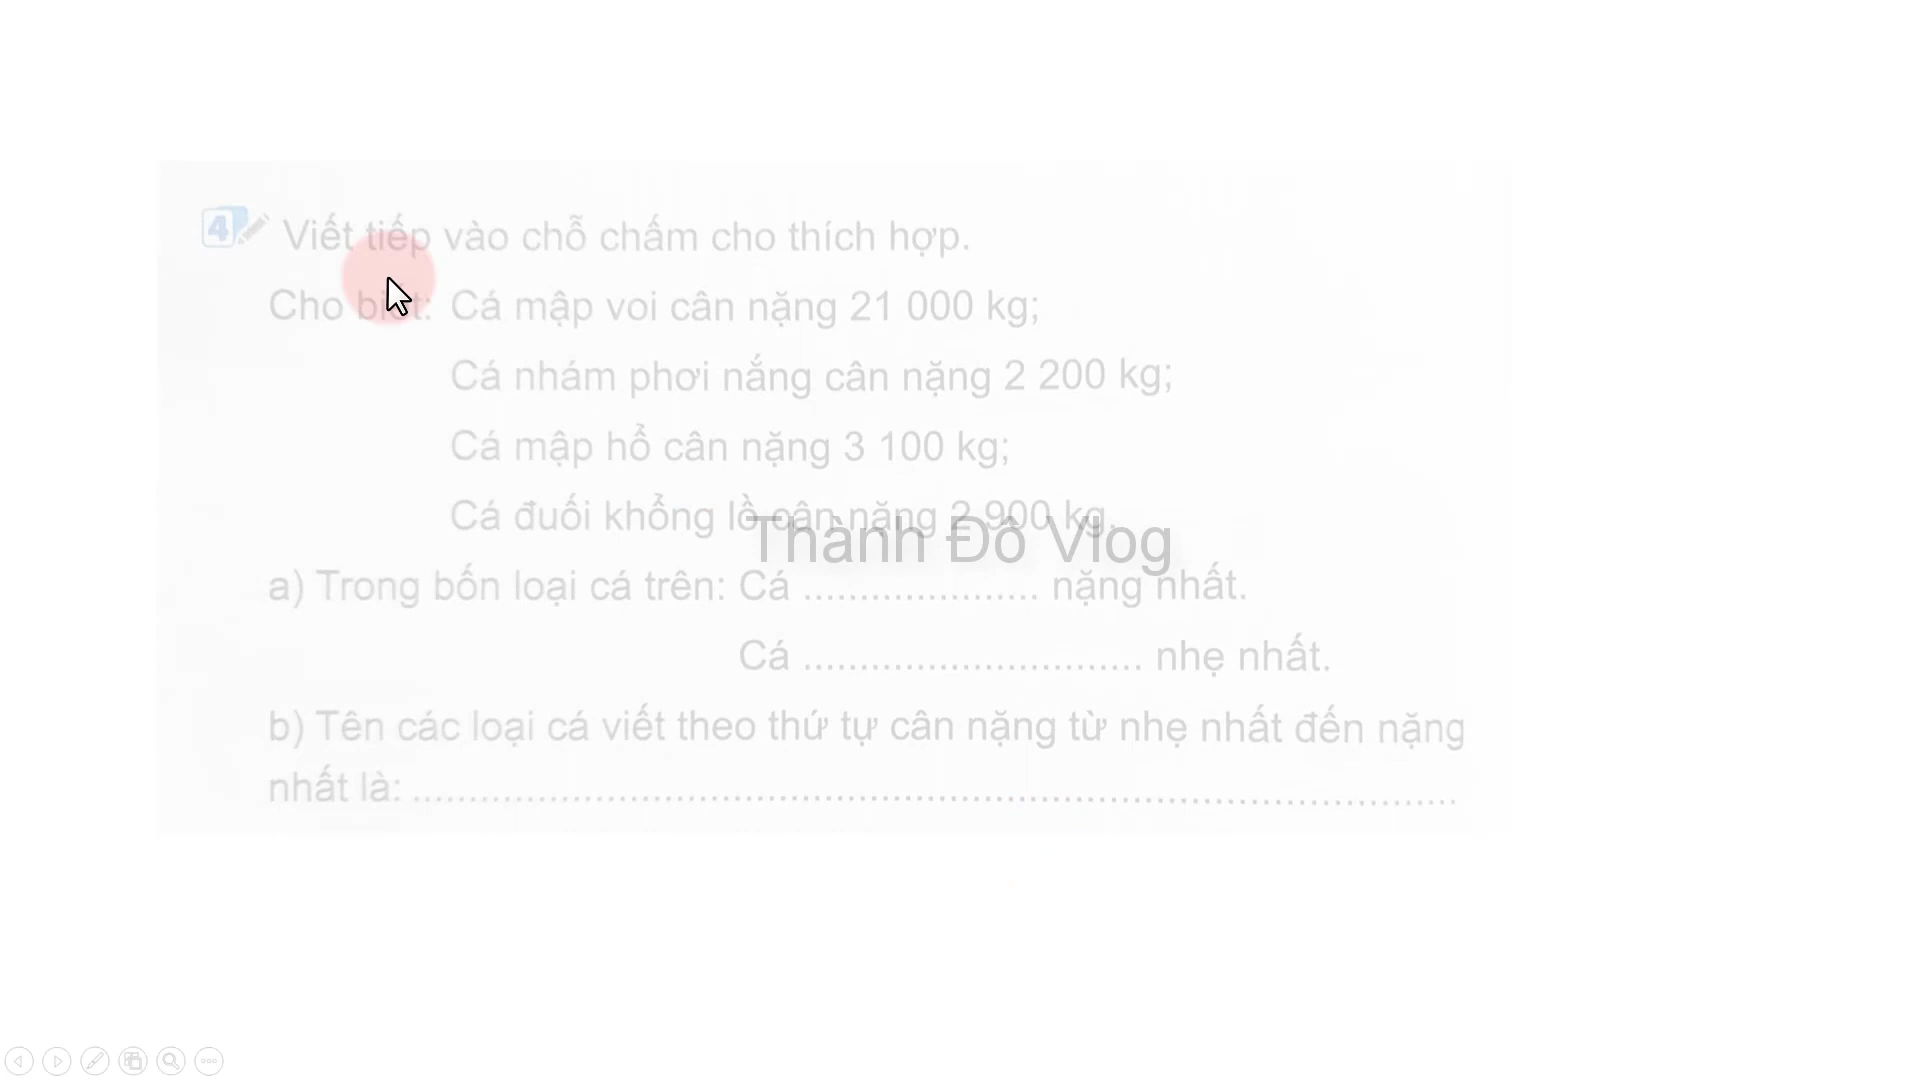 4 Viết tiếp vào chỗ chấm cho thích hợp.
Cho biết: Cá mập voi cân nặng 21 000 kg;
Cá nhám phơi nắng cân nặng 2 200 kg;
Cá mập hổ cân nặng 3 100 kg;
Cá đuối khổng lồ cân nặng 2 900 kg.
Thành Đô Vlog
a) Trong bốn loại cá trên: Cá ..................... nặng nhất.
Cá .............................. nhẹ nhất.
b) Tên các loại cá viết theo thứ tự cân nặng từ nhẹ nhất đến nặng
nhất là: ............................................................................................